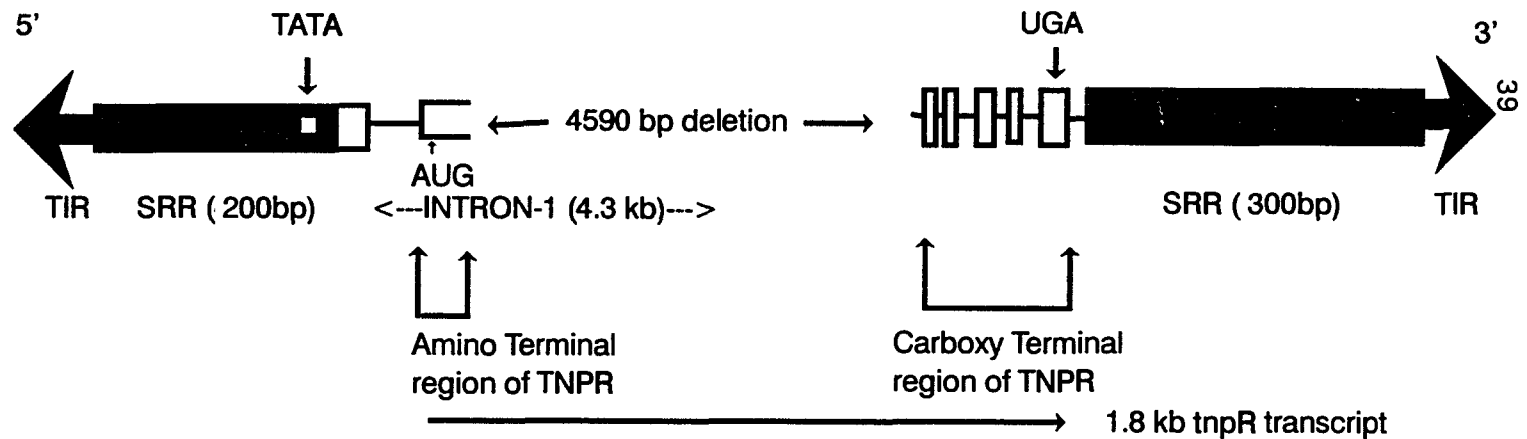 5’ TATA UGA 3’
39
4590 bp deletion
AUG
TIR SRR ( 200bp) <---INTRON-1 (4.3 kb)---> SRR ( 300bp) TIR
Amino Terminal Carboxy Terminal
region of TNPR region of TNPR
1.8 kb tnpR transcript